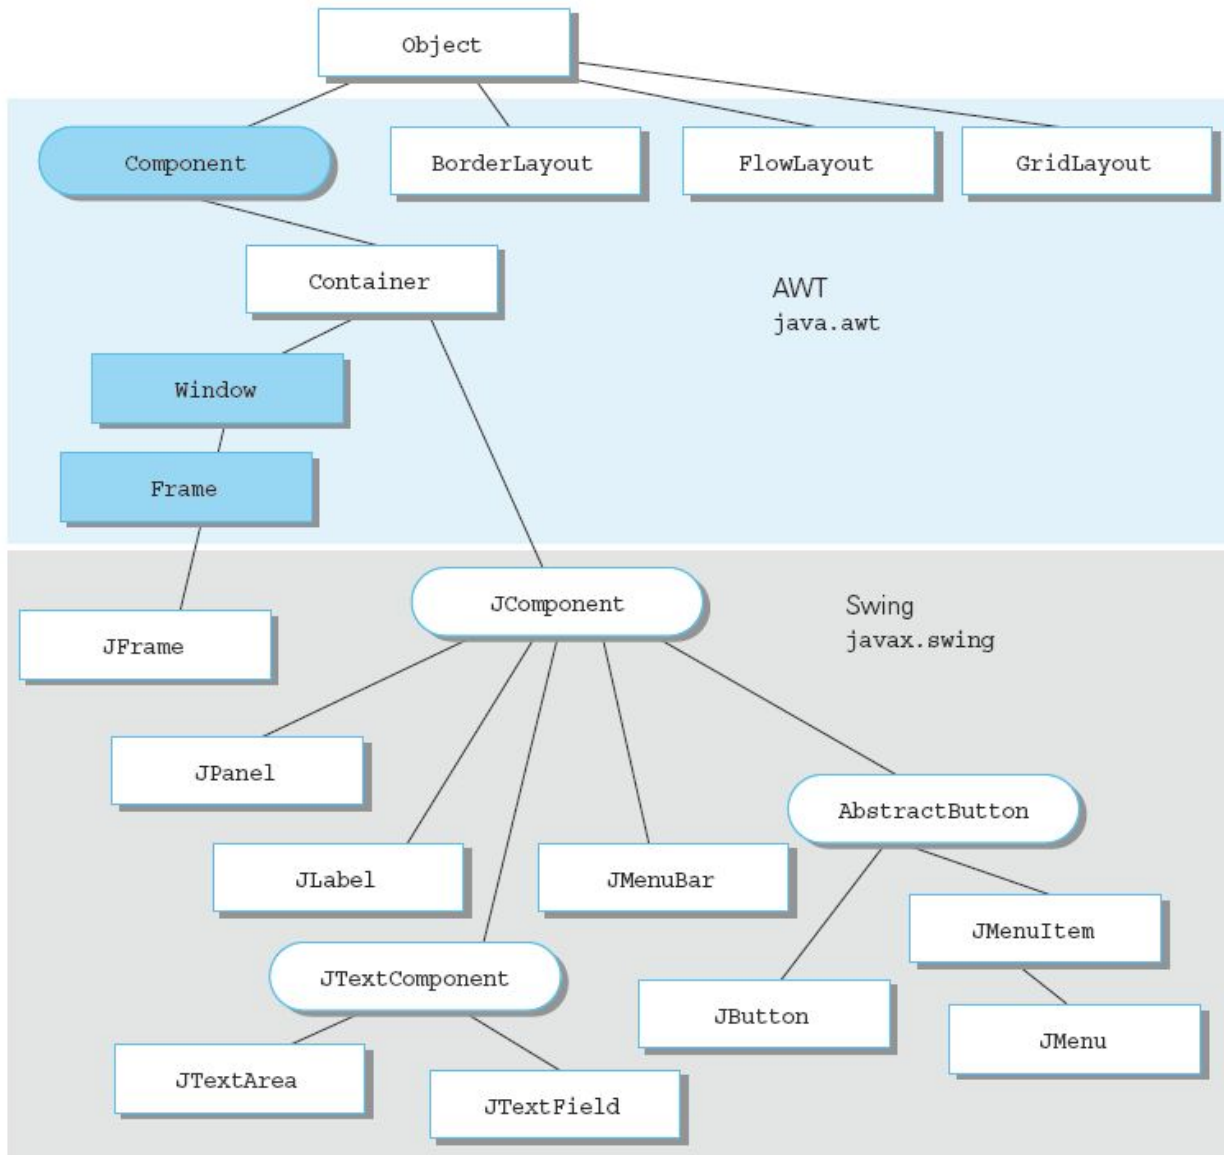 Object
Component
BorderLayout
FlowLayout
GridLayout
Container
AWT
java.awt
Window
Frame
JComponent
Swing
javax.swing
JFrame
JPanel
AbstractButton
JLabel
JMenuBar
JMenuItem
JTextComponent
JButton
JMenu
JTextArea
JTextField